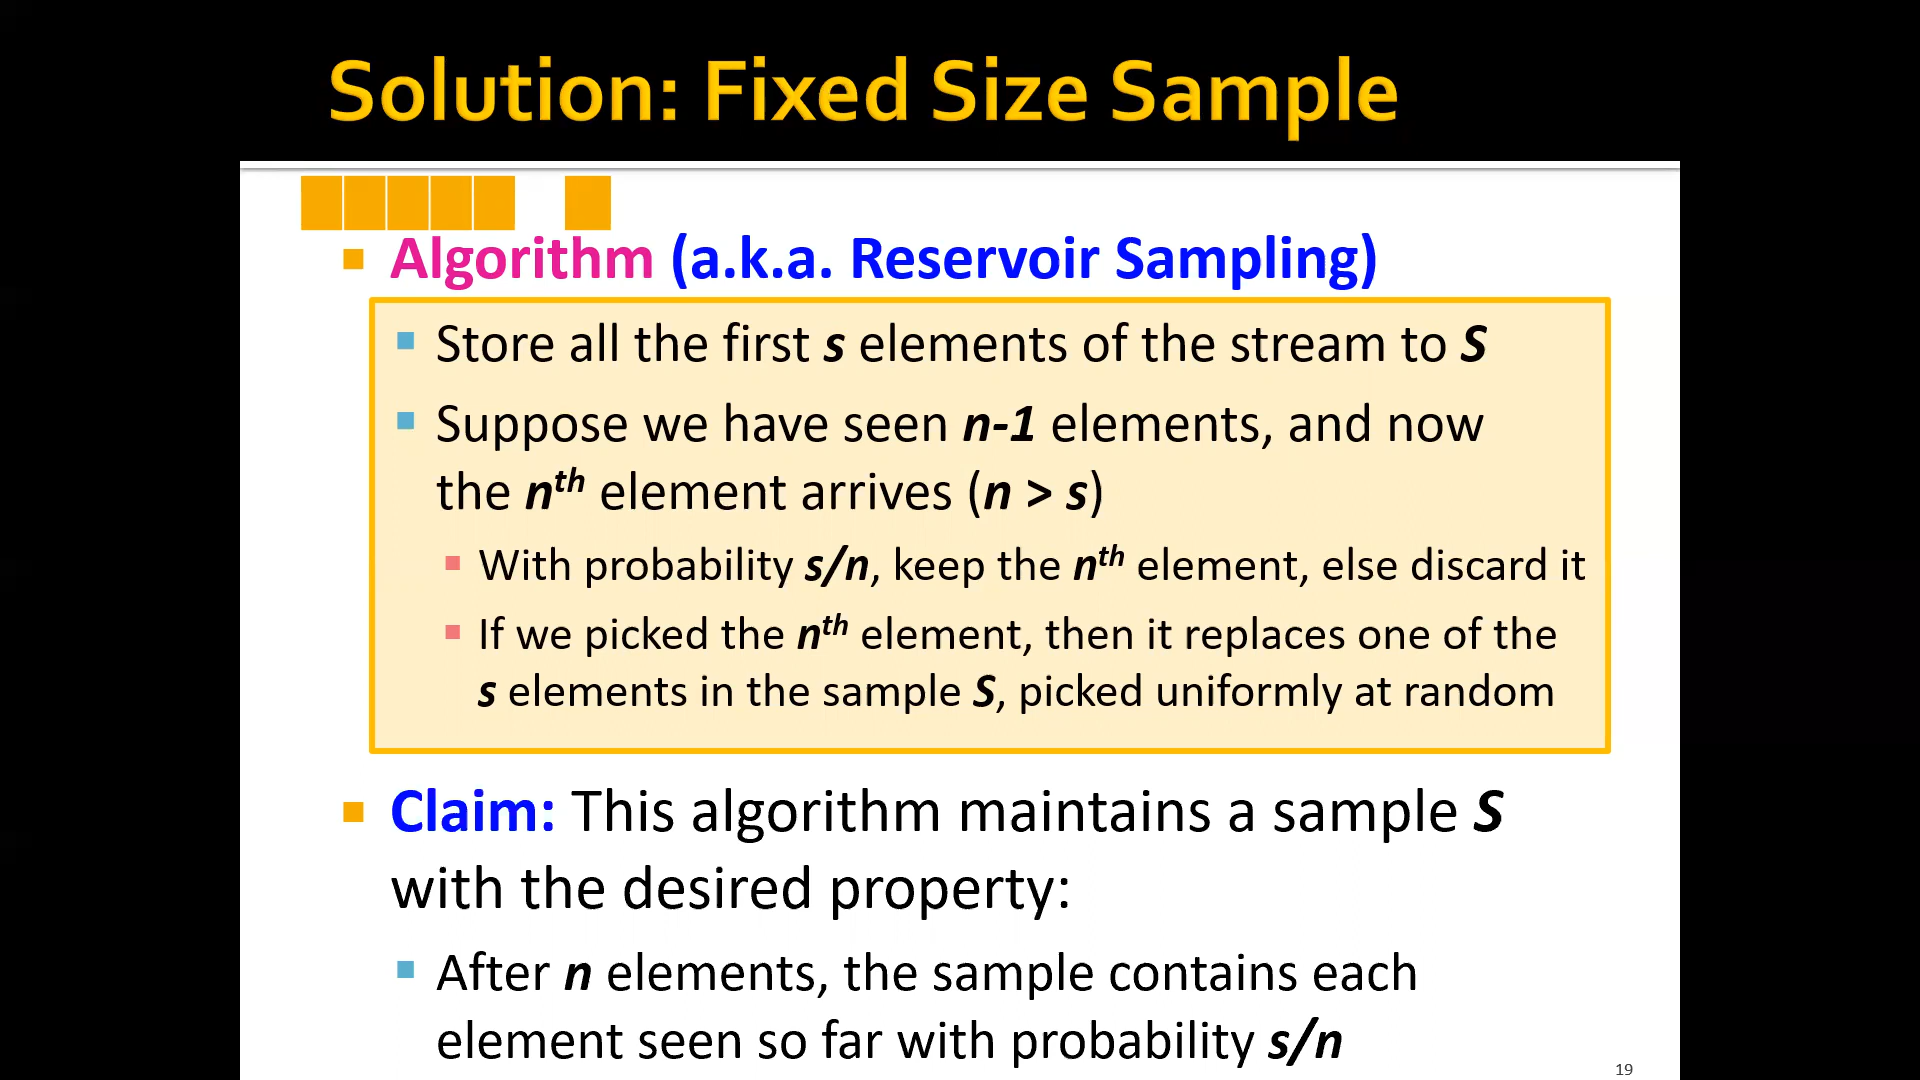 Solution: Fixed Size Sample
Algorithm (a.k.a. Reservoir Sampling)
Store all the first s elements of the stream to S
Suppose we have seen n-1 elements, and now
the nth element arrives (n > s)
With probability s/n, keep the nth element, else discard it
If we picked the nth element, then it replaces one of the
s elements in the sample S, picked uniformly at random
Claim: This algorithm maintains a sample S
with the desired property:
After n elements, the sample contains each
element seen so far with probability s/n
19